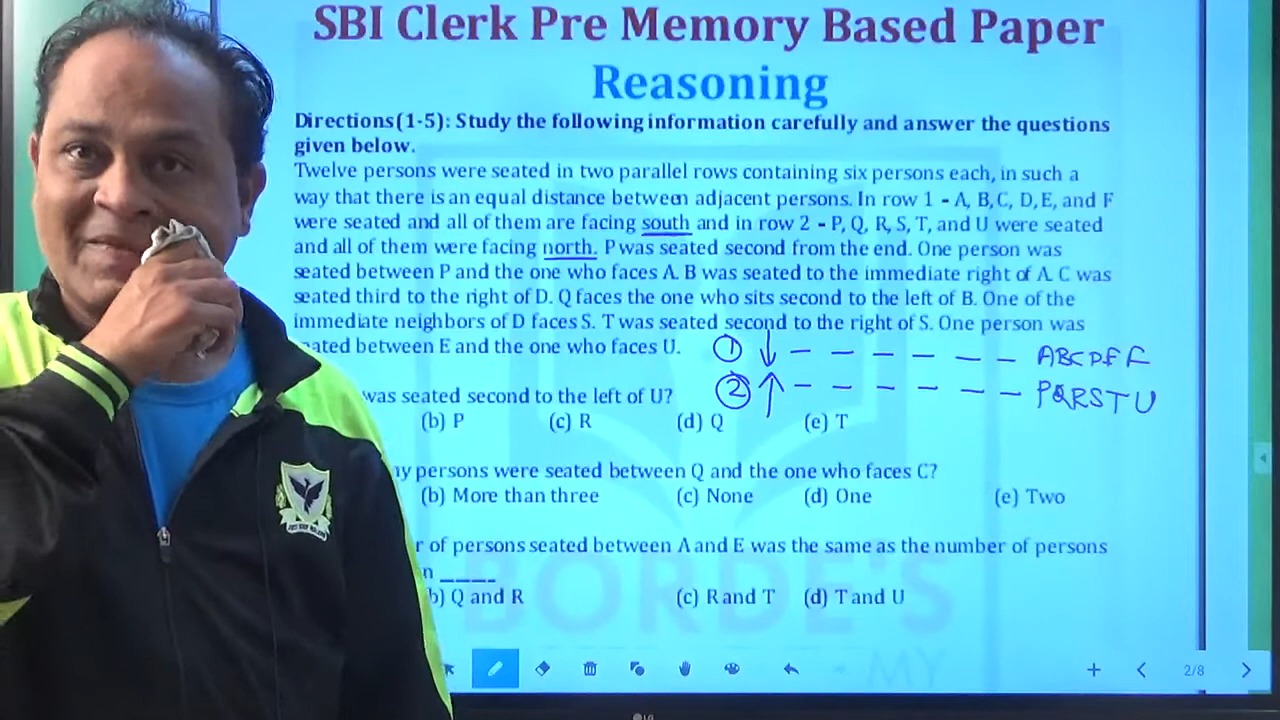 SBI Clerk Pre Memory Based Paper
Reasoning
Directions(1-5): Study the following information carefully and answer the questions
given below.
Twelve persons were seated in two parallel rows containing six persons each, in such a
way that there is an equal distance between adjacent persons. In row 1 - A, B, C, D, E, and F
were seated and all of them are facing south and in row 2 - P, Q, R, S, T, and U were seated
and all of them were facing north. P was seated second from the end. One person was
seated between P and the one who faces A. B was seated to the immediate right of A. C was
seated third to the right of D. Q faces the one who sits second to the left of B. One of the
immediate neighbors of D faces S. T was seated second to the right of S. One person was
ated between E and the one who faces U.
① ↓ — — — — — — ABCDEF
② ↑ — — — — — — PQRSTU
was seated second to the left of U?
(b) P (c) R (d) Q (e) T
ny persons were seated between Q and the one who faces C?
(b) More than three (c) None (d) One (e) Two
r of persons seated between A and E was the same as the number of persons
n ____
b) Q and R (c) R and T (d) T and U
BORDE'S
MY
2/8
LG